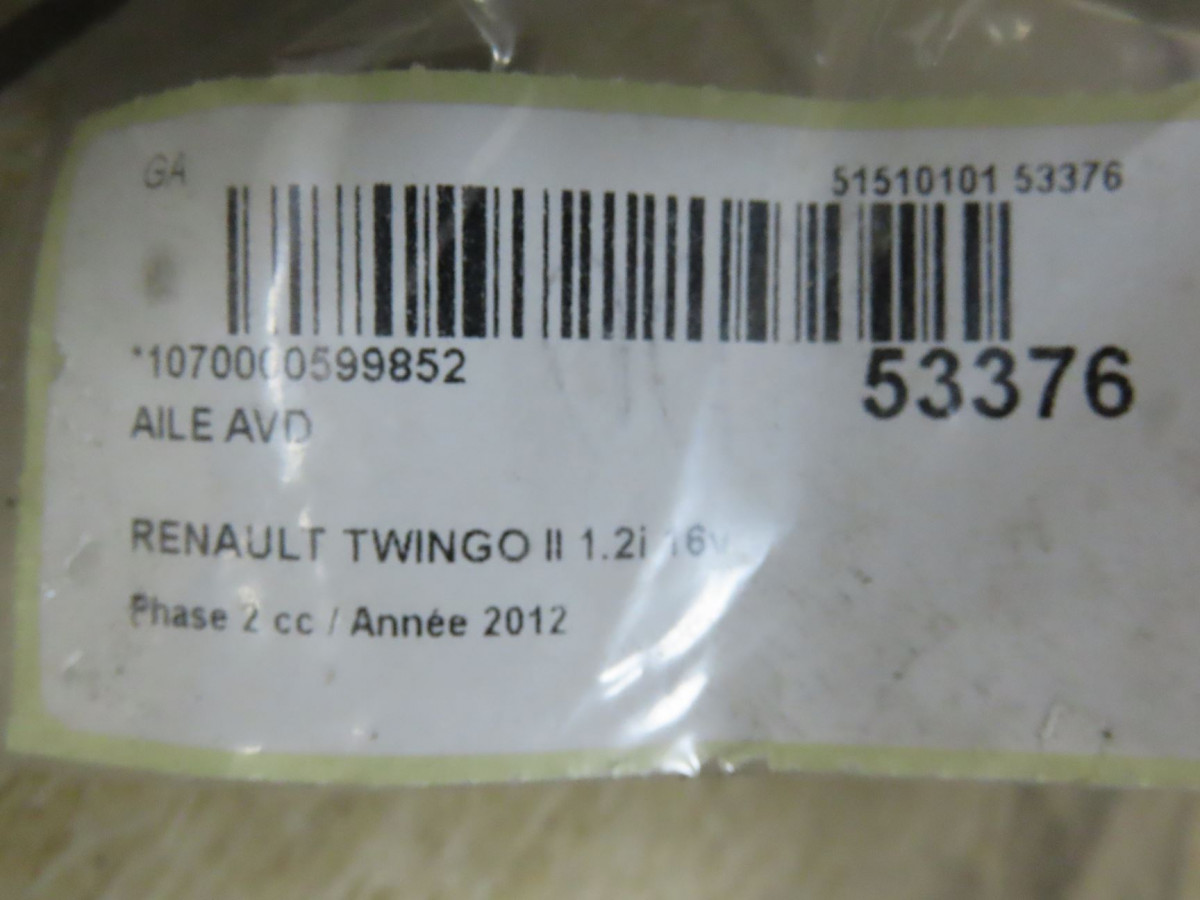 GA
51510101 53376
*1070000599852
53376
AILE AVD
RENAULT TWINGO II 1.2i 16v
Phase 2 cc / Année 2012